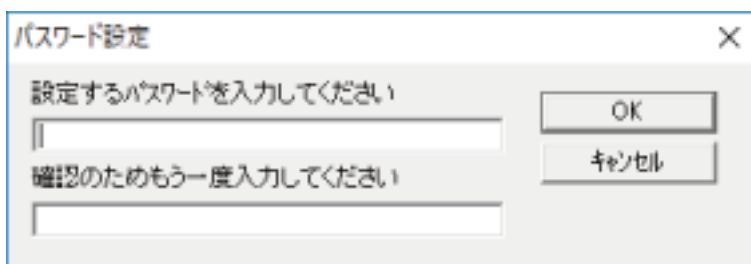 パスワード設定
設定するﾊﾟｽﾜｰﾄﾞを入力してください
OK
確認のためもう一度入力してください
ｷｬﾝｾﾙ